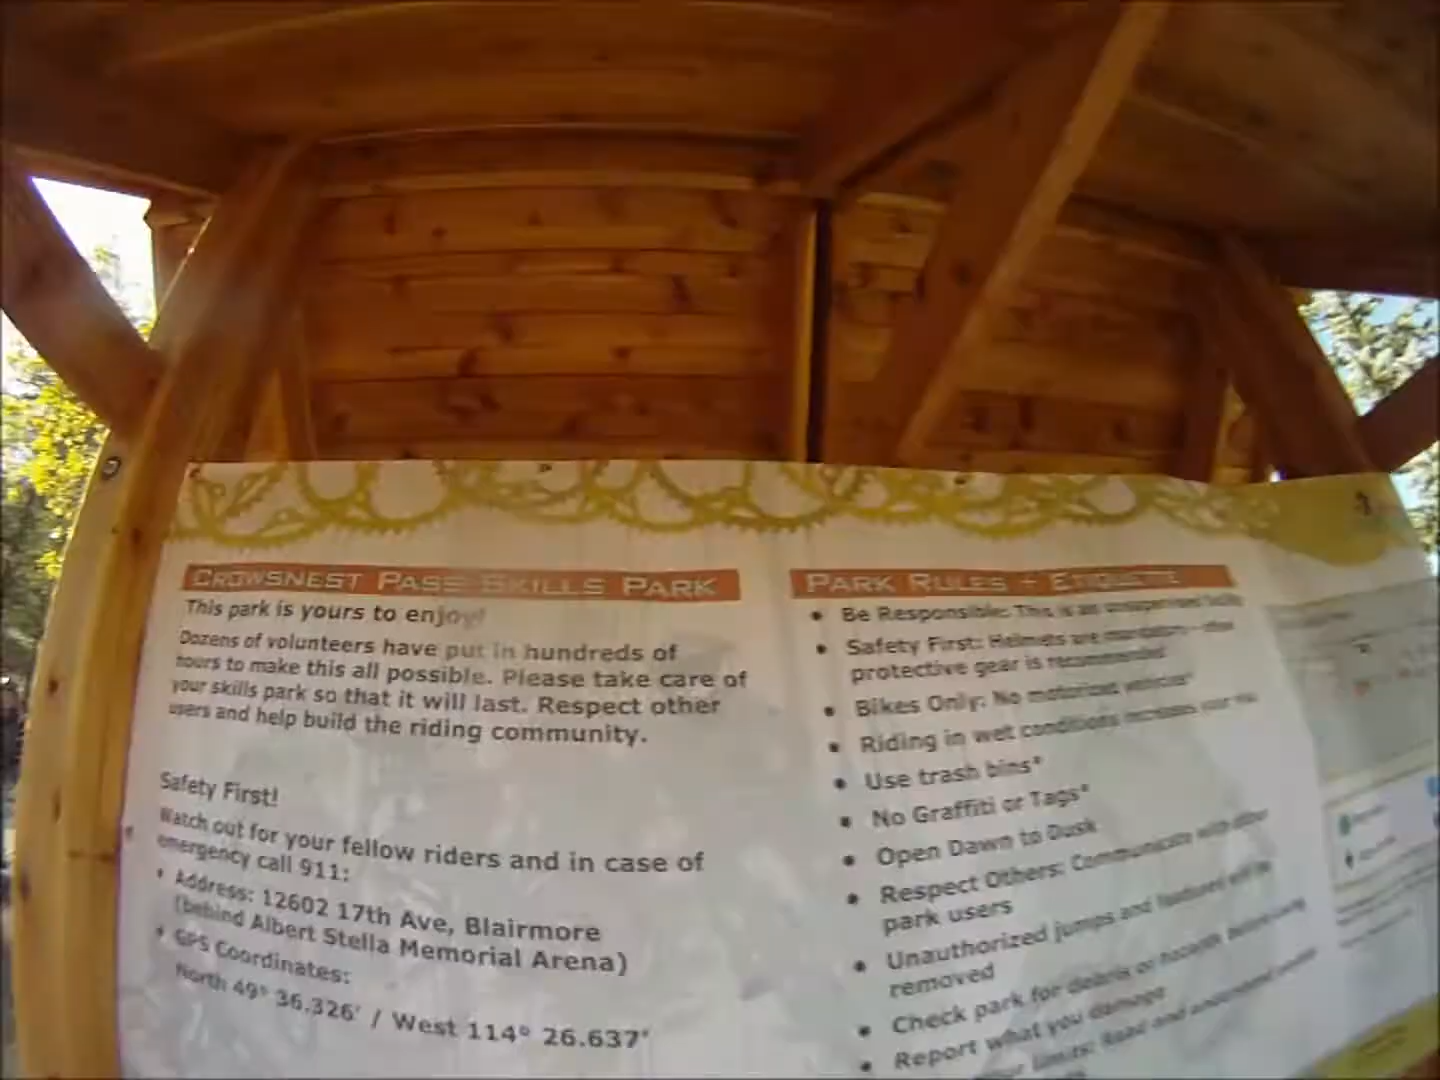 CROWSNEST PASS SKILLS PARK
This park is yours to enjoy!
Dozens of volunteers have put in hundreds of
hours to make this all possible. Please take care of
your skills park so that it will last. Respect other
users and help build the riding community.
Safety First!
Watch out for your fellow riders and in case of
emergency call 911:
• Address: 12602 17th Ave, Blairmore
(behind Albert Stella Memorial Arena)
• GPS Coordinates:
North 49° 36.326' / West 114° 26.637'
PARK RULES + ETIQUETTE
• Be Responsible: This is an unsupervised facility
• Safety First: Helmets are mandatory - other
protective gear is recommended
• Bikes Only: No motorized vehicles*
• Riding in wet conditions increases your risk
• Use trash bins*
• No Graffiti or Tags*
• Open Dawn to Dusk
• Respect Others: Communicate with other
park users
• Unauthorized jumps and features will be
removed
• Check park for debris or hazards before using
• Report what you damage
limits: Read and understand